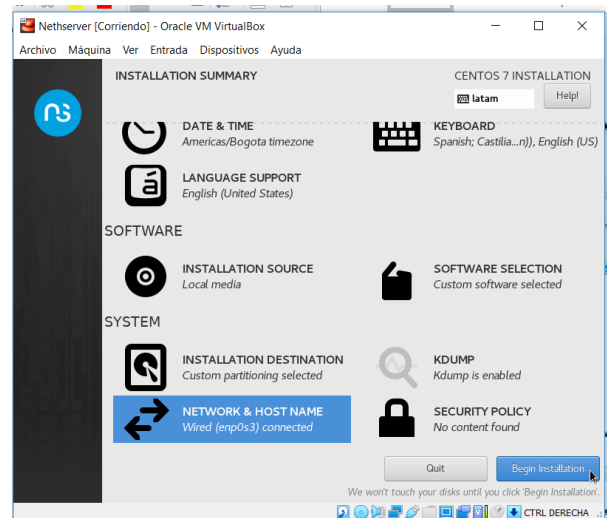 Nethserver [Corriendo] - Oracle VM VirtualBox
Archivo Máquina Ver Entrada Dispositivos Ayuda
INSTALLATION SUMMARY
CENTOS 7 INSTALLATION
latam
Help!
ns
DATE & TIME
Americas/Bogota timezone
KEYBOARD
Spanish; Castilia...n)), English (US)
á
LANGUAGE SUPPORT
English (United States)
SOFTWARE
INSTALLATION SOURCE
Local media
SOFTWARE SELECTION
Custom software selected
SYSTEM
INSTALLATION DESTINATION
Custom partitioning selected
KDUMP
Kdump is enabled
NETWORK & HOST NAME
Wired (enp0s3) connected
SECURITY POLICY
No content found
Quit
Begin Installation
We won't touch your disks until you click 'Begin Installation'.
CTRL DERECHA